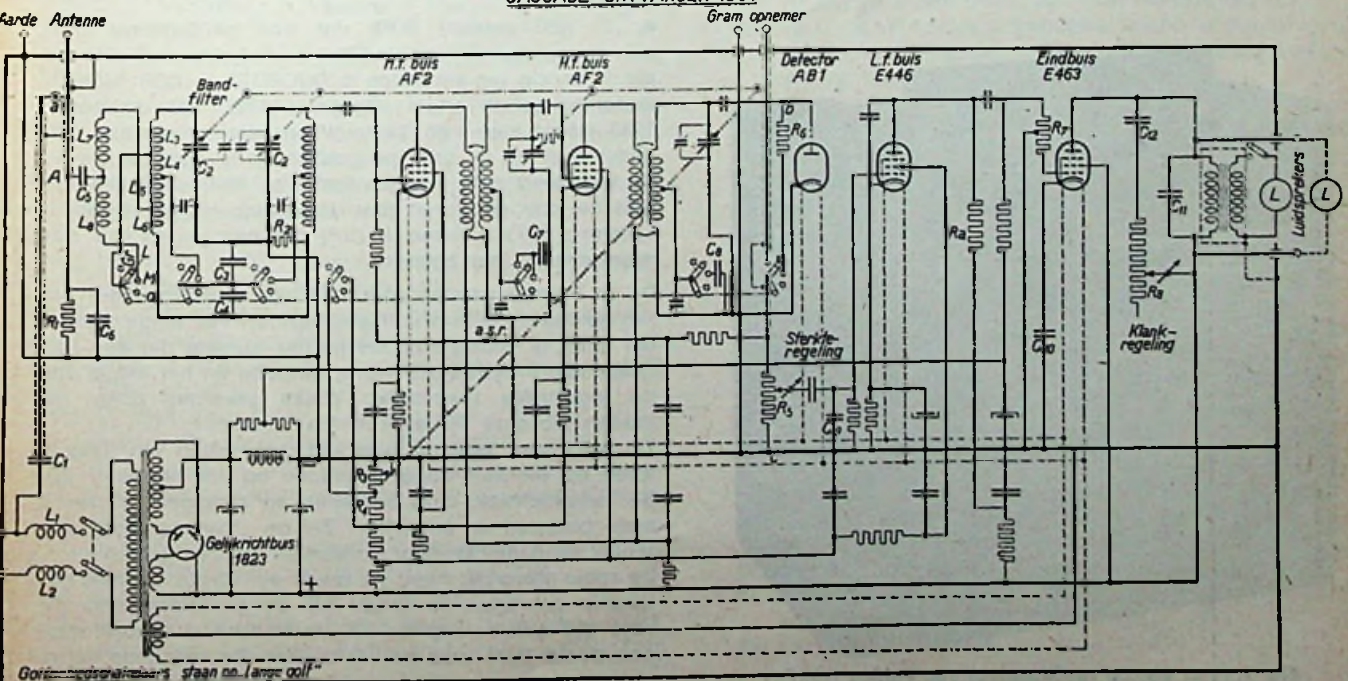 Aarde Antenne
Gram opnemer
H.f. buis
AF2
H.f. buis
AF2
Detector
AB1
L.f. buis
E446
Eindbuis
E463
Band-
filter
L7
L3
L4
L5
L6
L8
A
C5
C2
C2
R2
C3
C4
L
M
R1
C6
C7
C8
a.s.r.
R6
R5
Sterkte-
regeling
C9
Ra
R7
C10
C12
C11
R8
Klank-
regeling
L
L
Luidsprekers
C1
L1
L2
Gelijkrichtbuis
1823
+
staan op „lange golf"